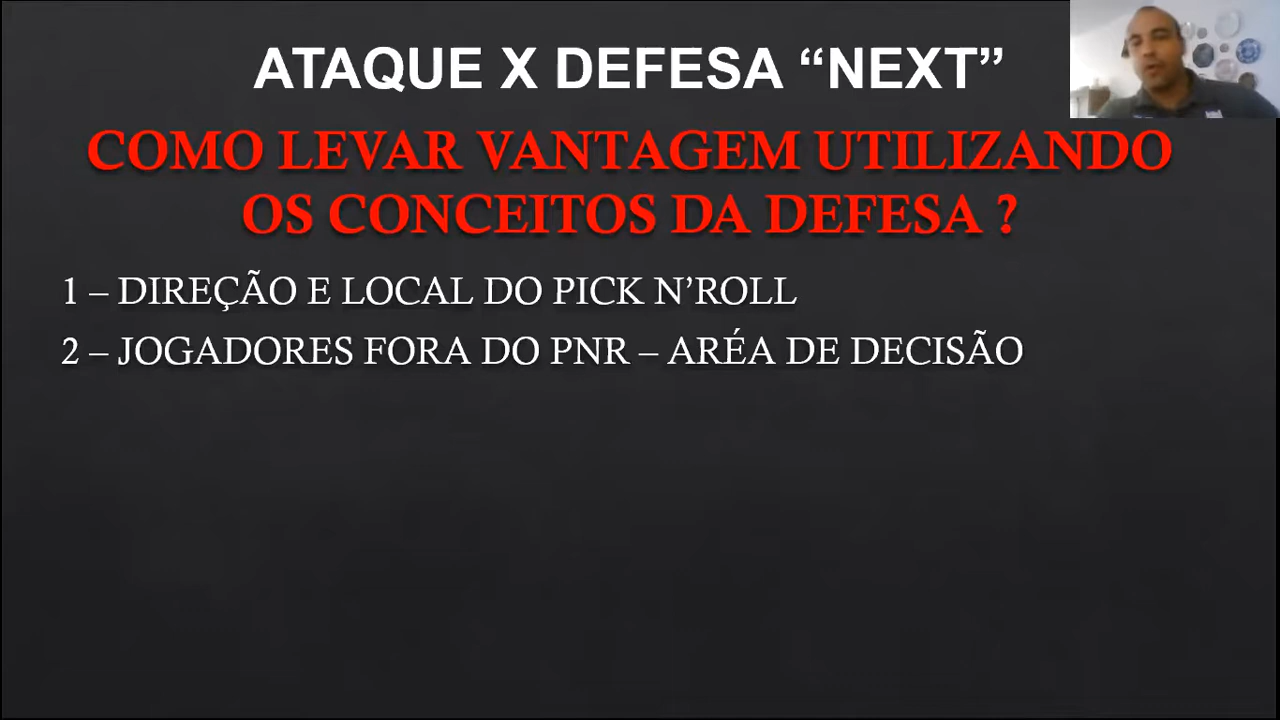 ATAQUE X DEFESA “NEXT”
COMO LEVAR VANTAGEM UTILIZANDO
OS CONCEITOS DA DEFESA ?
1 – DIREÇÃO E LOCAL DO PICK N’ROLL
2 – JOGADORES FORA DO PNR – ARÉA DE DECISÃO